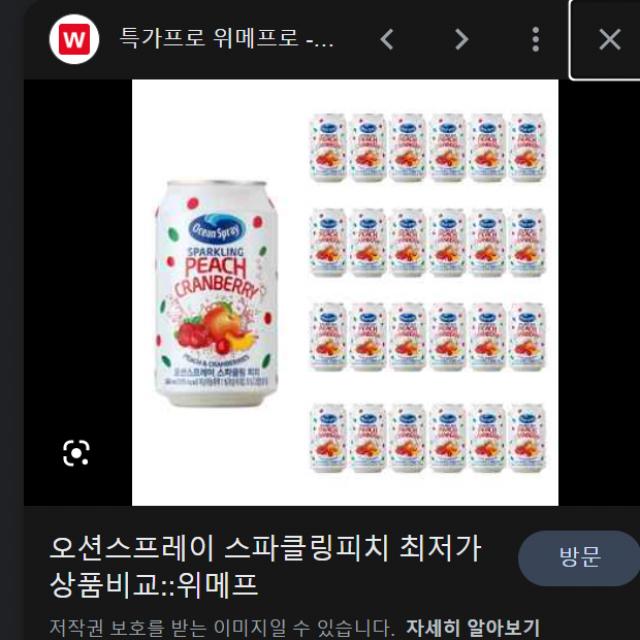 W
특가프로 위메프로 -...
Ocean Spray
SPARKLING
PEACH
CRANBERRY
PEACH & CRANBERRIES
오션스프레이 스파클링 피치
오션스프레이 스파클링피치 최저가
상품비교::위메프
방문
저작권 보호를 받는 이미지일 수 있습니다. 자세히 알아보기